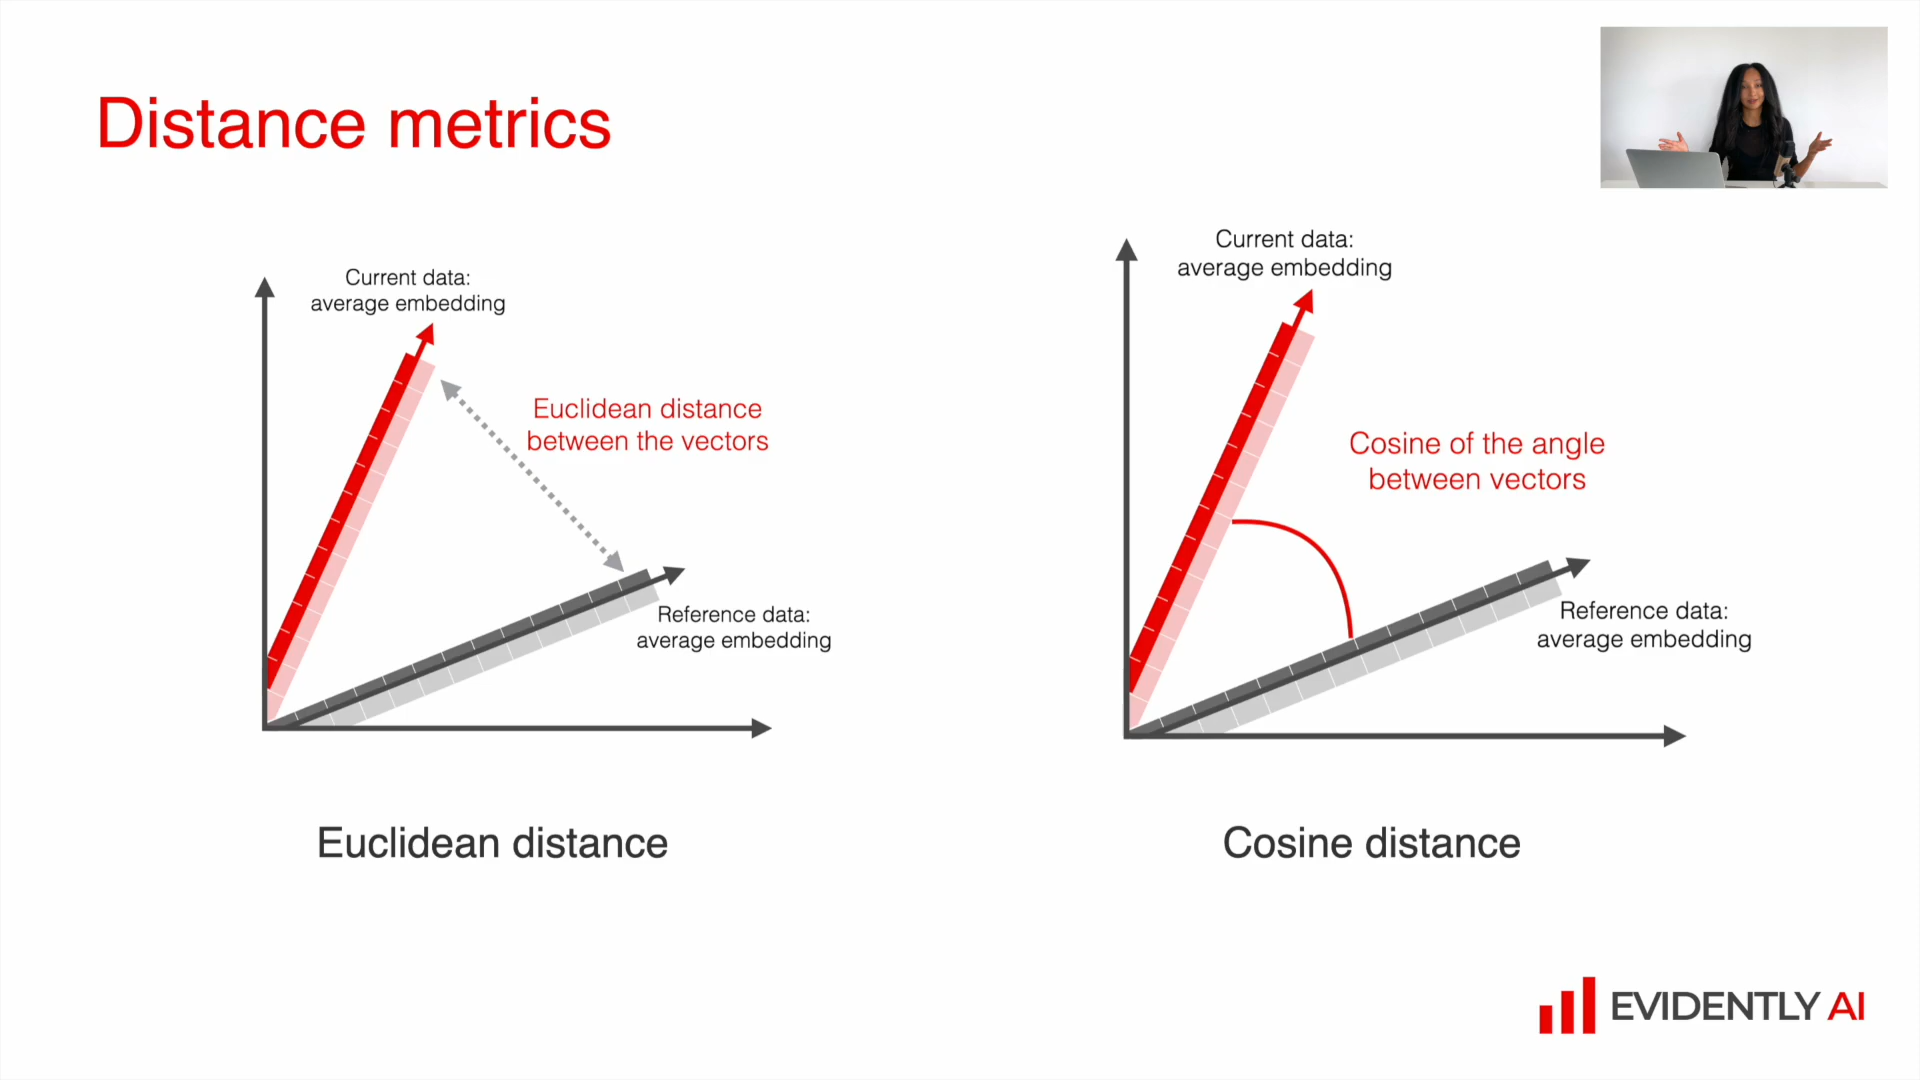 Distance metrics
Current data:
average embedding
Euclidean distance
between the vectors
Reference data:
average embedding
Euclidean distance
Current data:
average embedding
Cosine of the angle
between vectors
Reference data:
average embedding
Cosine distance
EVIDENTLY AI